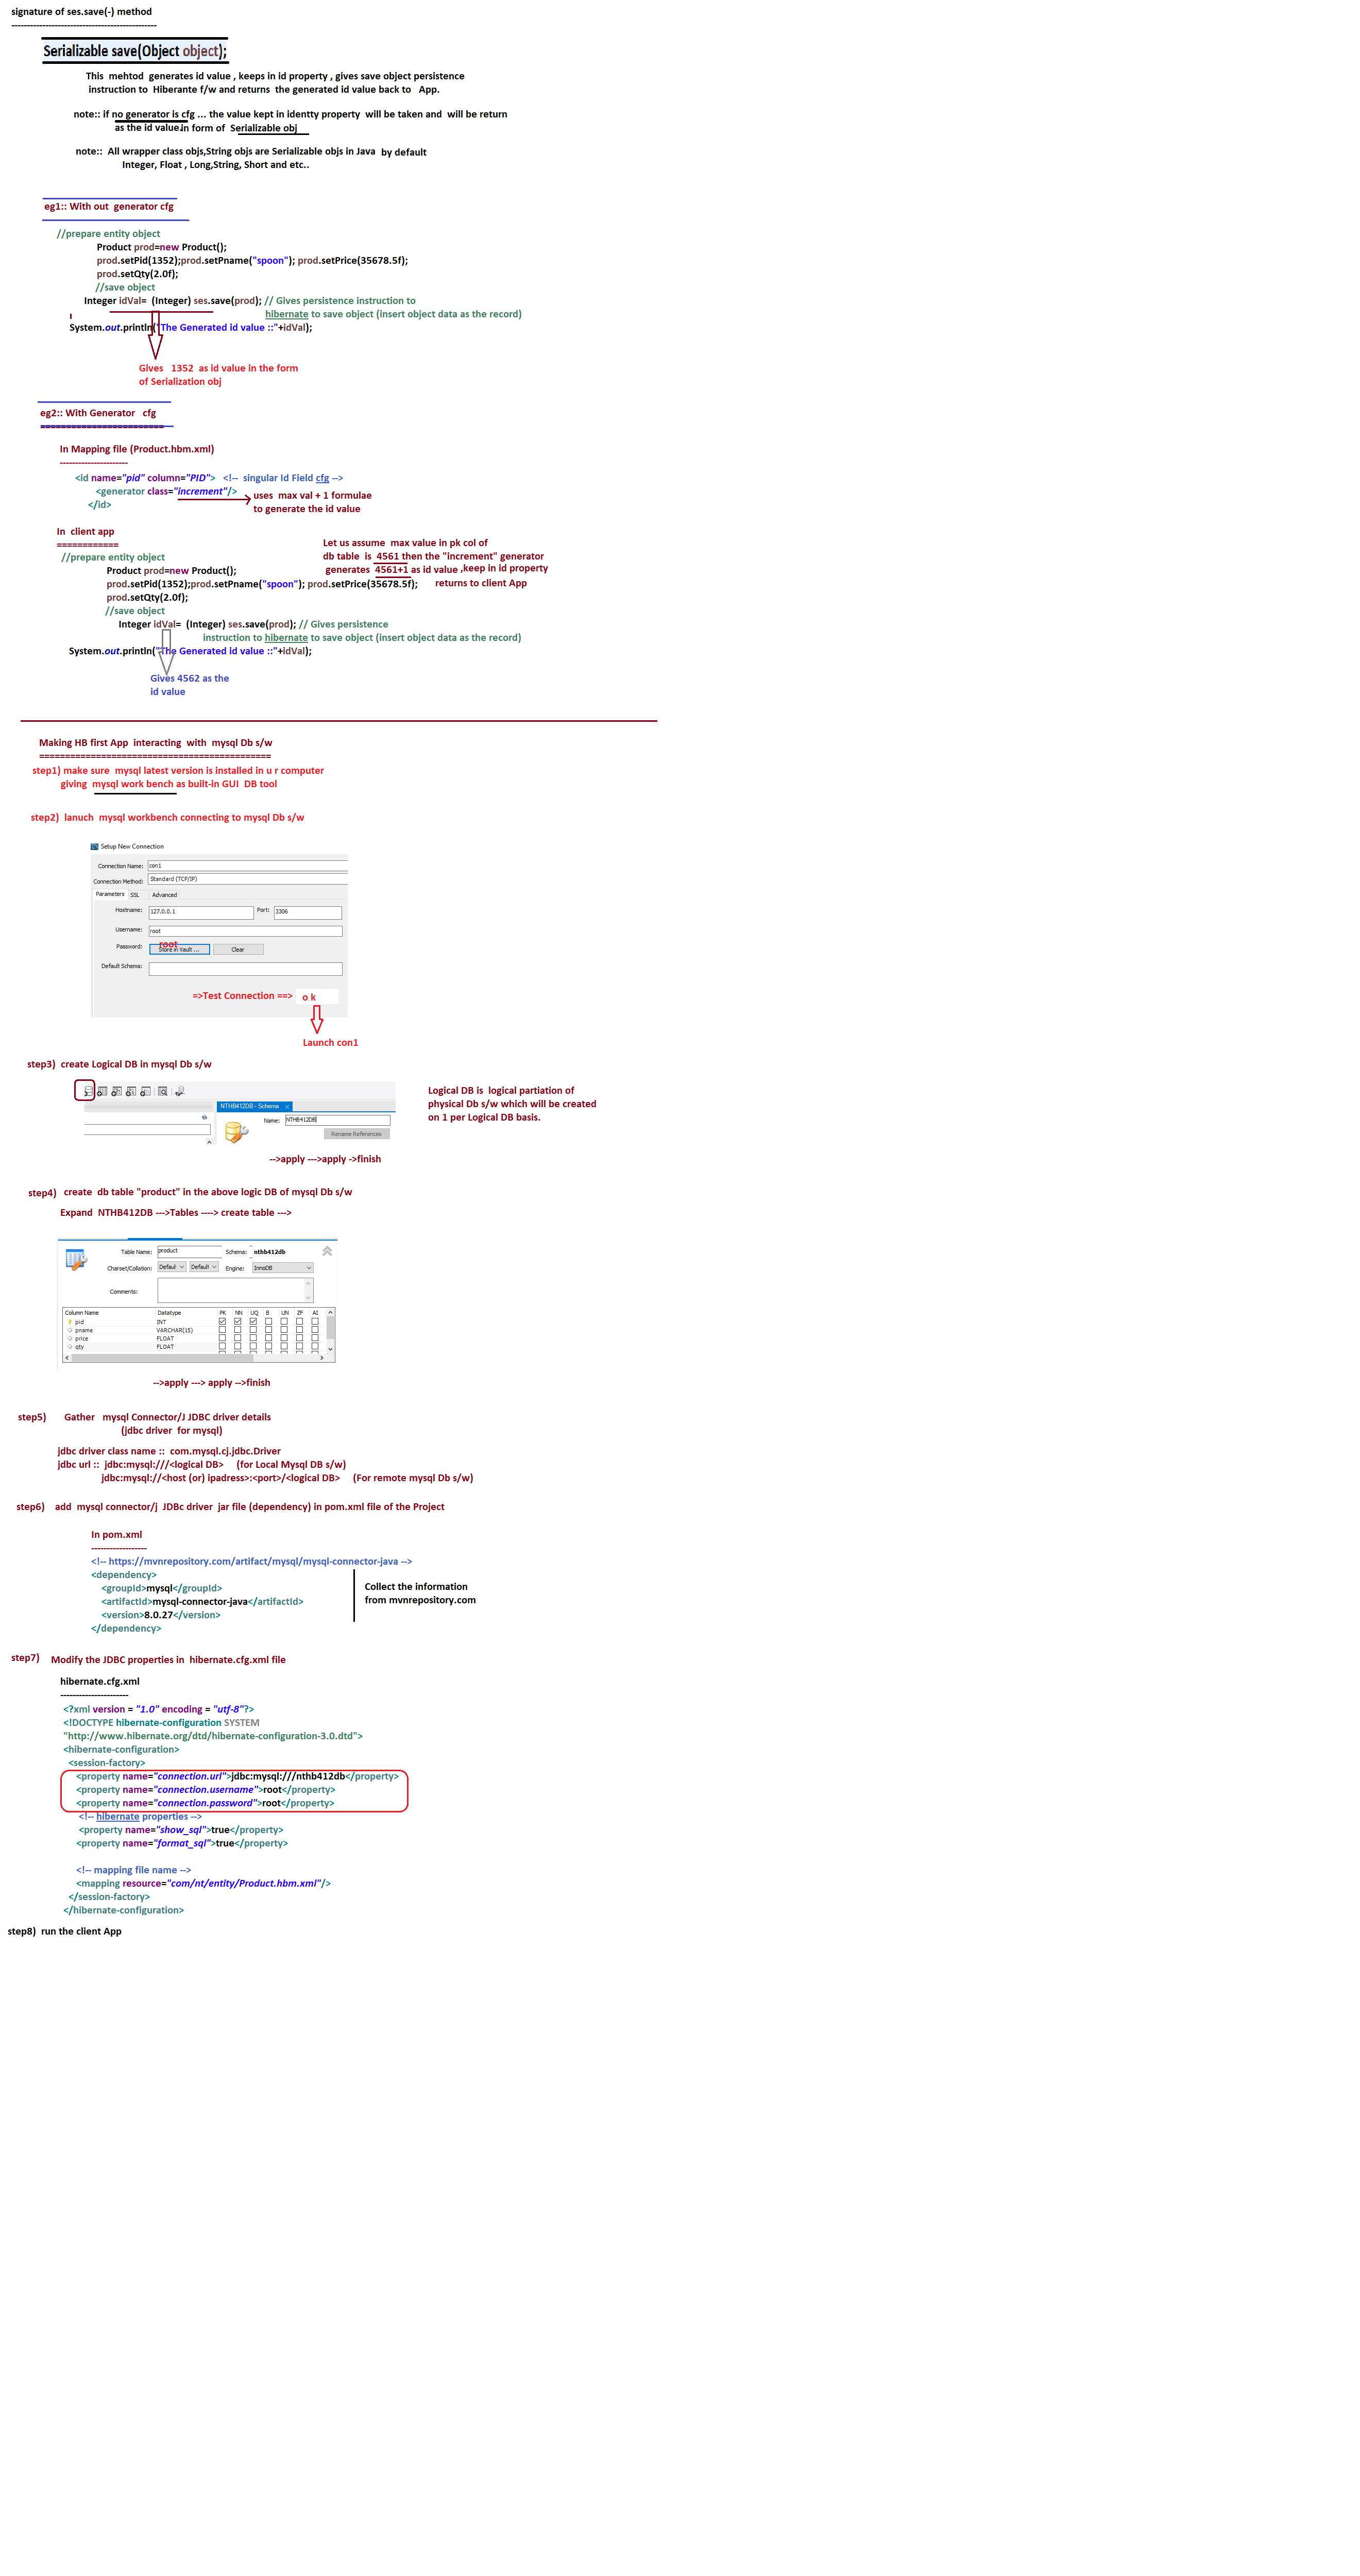 signature of ses.save(-) method
-----------------------------------------------
Serializable save(Object object);
This mehtod generates id value , keeps in id property , gives save object persistence
instruction to Hiberante f/w and returns the generated id value back to App.
note:: if no generator is cfg ... the value kept in identty property will be taken and will be return
as the id value in form of Serializable obj
note:: All wrapper class objs,String objs are Serializable objs in Java by default
Integer, Float , Long,String, Short and etc..
eg1:: With out generator cfg
//prepare entity object
Product prod=new Product();
prod.setPid(1352);prod.setPname("spoon"); prod.setPrice(35678.5f);
prod.setQty(2.0f);
//save object
Integer idVal= (Integer) ses.save(prod); // Gives persistence instruction to
hibernate to save object (insert object data as the record)
System.out.println("The Generated id value ::"+idVal);
Gives 1352 as id value in the form
of Serialization obj
eg2:: With Generator cfg
========================
In Mapping file (Product.hbm.xml)
----------------------
<id name="pid" column="PID"> <!-- singular Id Field cfg -->
<generator class="increment"/>
</id>
uses max val + 1 formulae
to generate the id value
In client app
============
//prepare entity object
Product prod=new Product();
prod.setPid(1352);prod.setPname("spoon"); prod.setPrice(35678.5f);
prod.setQty(2.0f);
//save object
Integer idVal= (Integer) ses.save(prod); // Gives persistence
instruction to hibernate to save object (insert object data as the record)
System.out.println("The Generated id value ::"+idVal);
Let us assume max value in pk col of
db table is 4561 then the "increment" generator
generates 4561+1 as id value ,keep in id property
returns to client App
Gives 4562 as the
id value
Making HB first App interacting with mysql Db s/w
=============================================
step1) make sure mysql latest version is installed in u r computer
giving mysql work bench as built-in GUI DB tool
step2) lanuch mysql workbench connecting to mysql Db s/w
Setup New Connection
Connection Name: con1
Connection Method: Standard (TCP/IP)
Parameters SSL Advanced
Hostname: 127.0.0.1 Port: 3306
Username: root
root
Password: Store in Vault ... Clear
Default Schema:
=>Test Connection ==> o k
Launch con1
step3) create Logical DB in mysql Db s/w
NTHB412DB - Schema
Name: NTHB412DB
Rename References
Logical DB is logical partiation of
physical Db s/w which will be created
on 1 per Logical DB basis.
-->apply --->apply ->finish
step4) create db table "product" in the above logic DB of mysql Db s/w
Expand NTHB412DB --->Tables ----> create table --->
Table Name: product Schema: nthb412db
Charset/Collation: Defaul Default Engine: InnoDB
Comments:
Column Name Datatype PK NN UQ B UN ZF AI
pid INT
pname VARCHAR(15)
price FLOAT
qty FLOAT
-->apply ---> apply -->finish
step5) Gather mysql Connector/J JDBC driver details
(jdbc driver for mysql)
jdbc driver class name :: com.mysql.cj.jdbc.Driver
jdbc url :: jdbc:mysql:///<logical DB> (for Local Mysql DB s/w)
jdbc:mysql://<host (or) ipadress>:<port>/<logical DB> (For remote mysql Db s/w)
step6) add mysql connector/j JDBc driver jar file (dependency) in pom.xml file of the Project
In pom.xml
------------------
<!-- https://mvnrepository.com/artifact/mysql/mysql-connector-java -->
<dependency>
<groupId>mysql</groupId>
<artifactId>mysql-connector-java</artifactId>
<version>8.0.27</version>
</dependency>
Collect the information
from mvnrepository.com
step7) Modify the JDBC properties in hibernate.cfg.xml file
hibernate.cfg.xml
----------------------
<?xml version = "1.0" encoding = "utf-8"?>
<!DOCTYPE hibernate-configuration SYSTEM
"http://www.hibernate.org/dtd/hibernate-configuration-3.0.dtd">
<hibernate-configuration>
<session-factory>
<property name="connection.url">jdbc:mysql:///nthb412db</property>
<property name="connection.username">root</property>
<property name="connection.password">root</property>
<!-- hibernate properties -->
<property name="show_sql">true</property>
<property name="format_sql">true</property>
<!-- mapping file name -->
<mapping resource="com/nt/entity/Product.hbm.xml"/>
</session-factory>
</hibernate-configuration>
step8) run the client App